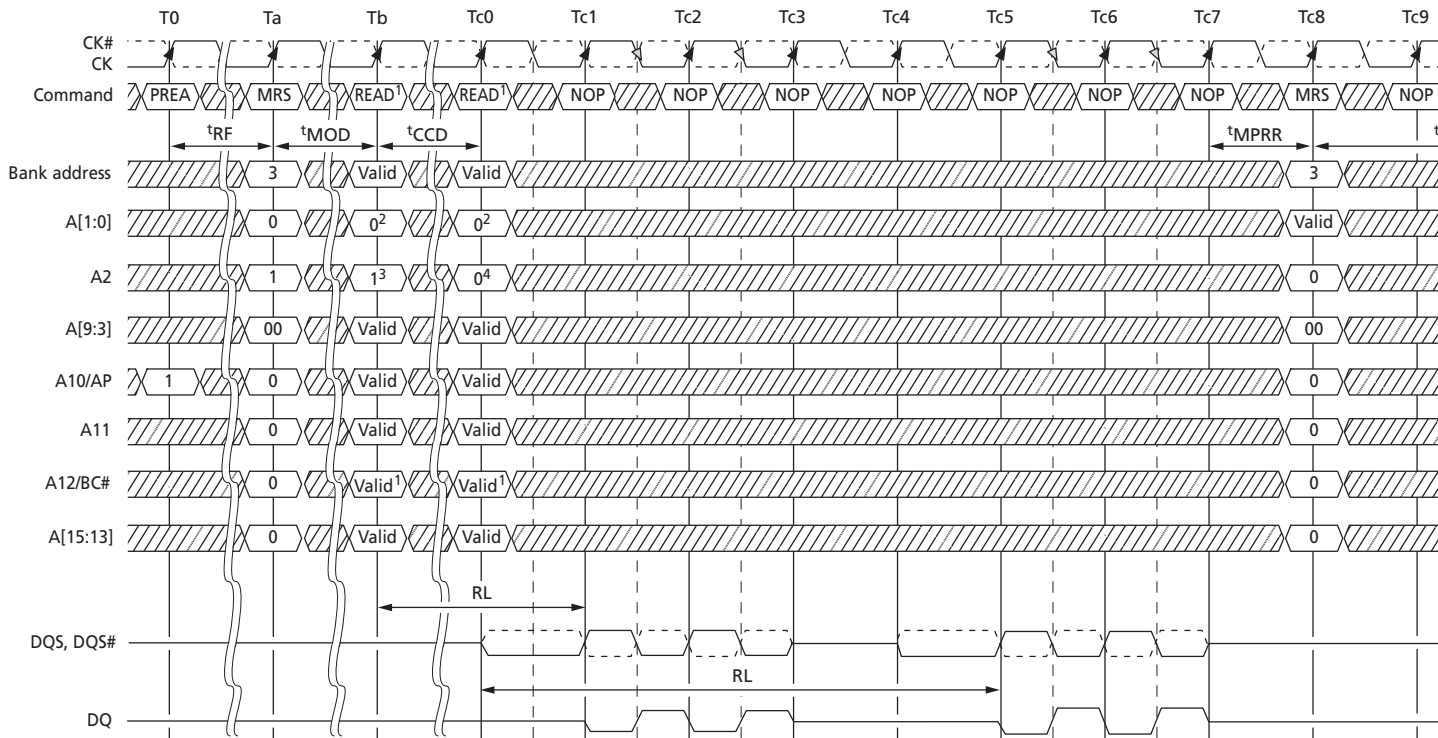 T0 Ta Tb Tc0 Tc1 Tc2 Tc3 Tc4 Tc5 Tc6 Tc7 Tc8 Tc9
CK#
CK
Command PREA MRS READ¹ READ¹ NOP NOP NOP NOP NOP NOP NOP MRS NOP
ᵗRF ᵗMOD ᵗCCD ᵗMPRR ᵗ
Bank address 3 Valid Valid 3
A[1:0] 0 0² 0² Valid
A2 1 1³ 0⁴ 0
A[9:3] 00 Valid Valid 00
A10/AP 1 0 Valid Valid 0
A11 0 Valid Valid 0
A12/BC# 0 Valid¹ Valid¹ 0
A[15:13] 0 Valid Valid 0
RL
DQS, DQS#
RL
DQ